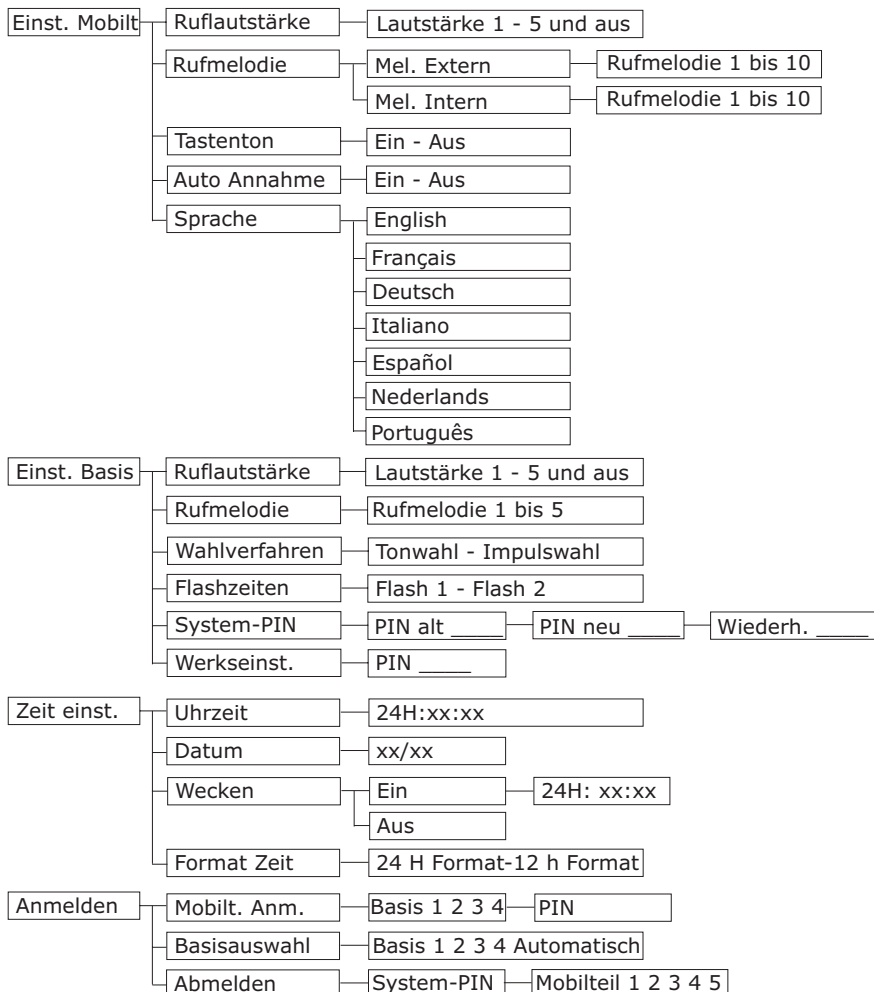 Einst. Mobilt Ruflautstärke Lautstärke 1 - 5 und aus
Rufmelodie Mel. Extern Rufmelodie 1 bis 10
Mel. Intern Rufmelodie 1 bis 10
Tastenton Ein - Aus
Auto Annahme Ein - Aus
Sprache English
Français
Deutsch
Italiano
Español
Nederlands
Português
Einst. Basis Ruflautstärke Lautstärke 1 - 5 und aus
Rufmelodie Rufmelodie 1 bis 5
Wahlverfahren Tonwahl - Impulswahl
Flashzeiten Flash 1 - Flash 2
System-PIN PIN alt ____ PIN neu ____ Wiederh. ____
Werkseinst. PIN ____
Zeit einst. Uhrzeit 24H:xx:xx
Datum xx/xx
Wecken Ein 24H: xx:xx
Aus
Format Zeit 24 H Format-12 h Format
Anmelden Mobilt. Anm. Basis 1 2 3 4 PIN
Basisauswahl Basis 1 2 3 4 Automatisch
Abmelden System-PIN Mobilteil 1 2 3 4 5